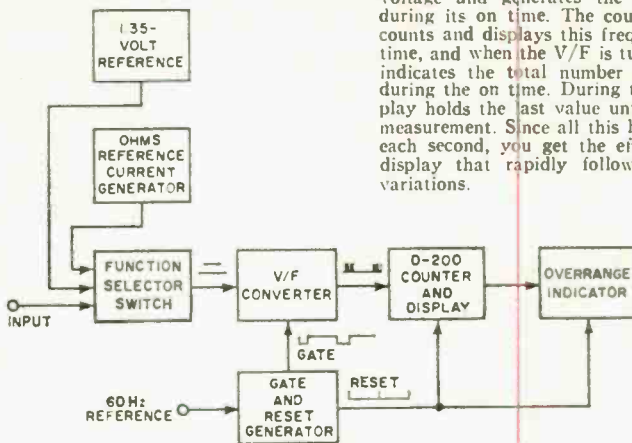 voltage and generates the
during its on time. The cou
counts and displays this freq
time, and when the V/F is tu
indicates the total number
during the on time. During t
play holds the last value un
measurement. Since all this h
each second, you get the ef
display that rapidly follow
variations.
1.35-
VOLT
REFERENCE
OHMS
REFERENCE
CURRENT
GENERATOR
FUNCTION
SELECTOR
SWITCH
INPUT
V/F
CONVERTER
D-200
COUNTER
AND
DISPLAY
OVERRANGE
INDICATOR
GATE
60Hz
REFERENCE
GATE
AND
RESET
GENERATOR
RESET